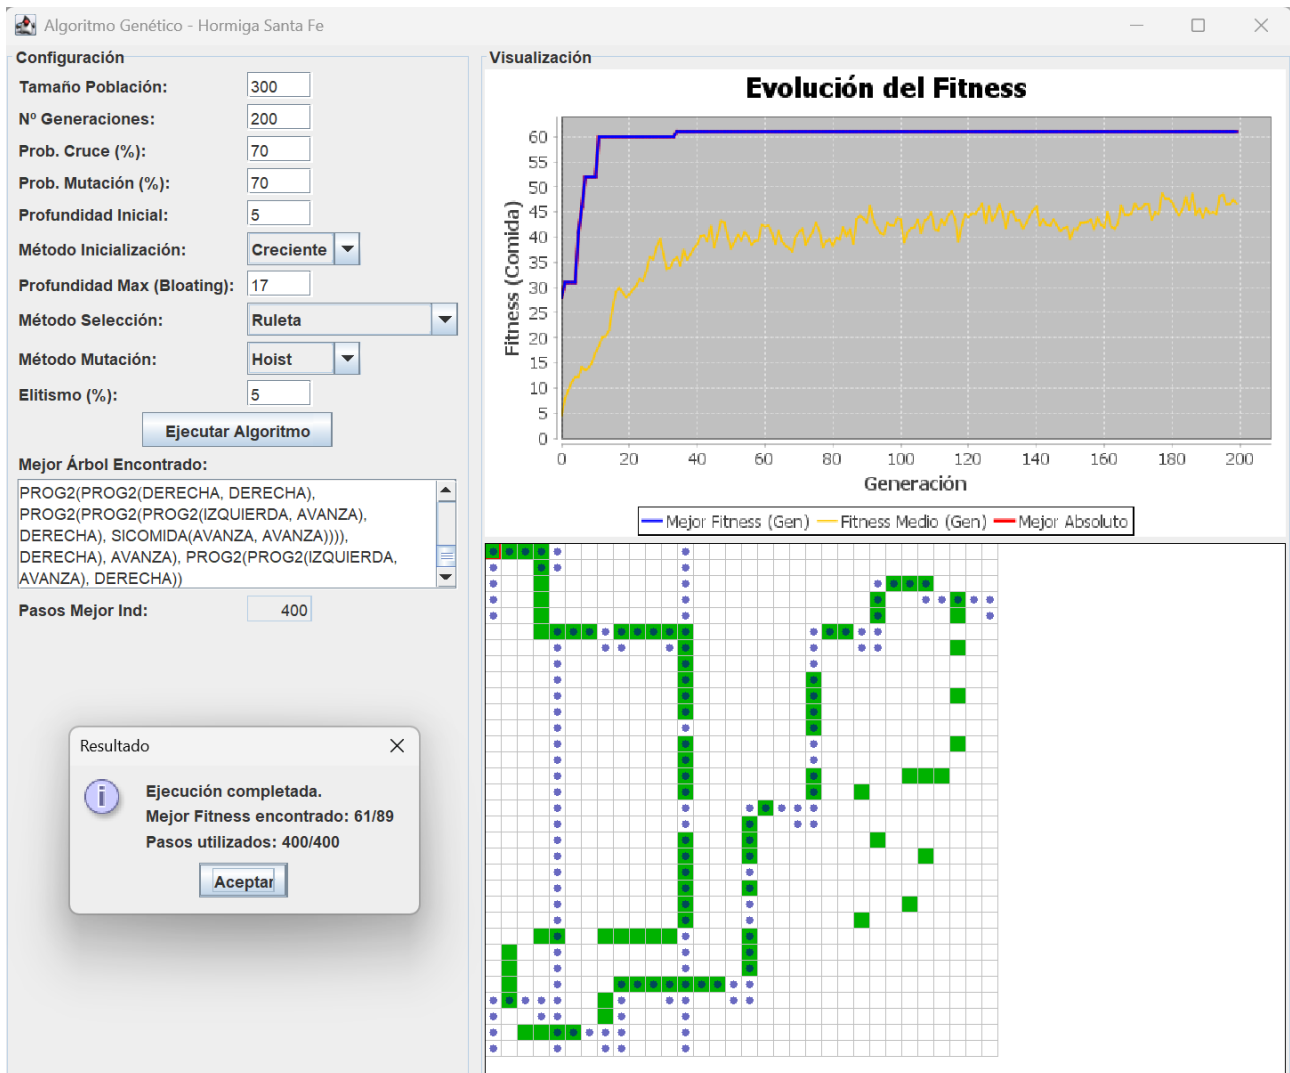 Algoritmo Genético - Hormiga Santa Fe
Configuración
Tamaño Población: 300
Nº Generaciones: 200
Prob. Cruce (%): 70
Prob. Mutación (%): 70
Profundidad Inicial: 5
Método Inicialización: Creciente
Profundidad Max (Bloating): 17
Método Selección: Ruleta
Método Mutación: Hoist
Elitismo (%): 5
Ejecutar Algoritmo
Mejor Árbol Encontrado:
PROG2(PROG2(DERECHA, DERECHA),
PROG2(PROG2(PROG2(IZQUIERDA, AVANZA),
DERECHA), SICOMIDA(AVANZA, AVANZA)))),
DERECHA), AVANZA), PROG2(PROG2(IZQUIERDA,
AVANZA), DERECHA))
Pasos Mejor Ind: 400
Resultado
Ejecución completada.
Mejor Fitness encontrado: 61/89
Pasos utilizados: 400/400
Aceptar
Visualización
Evolución del Fitness
Fitness (Comida)
60
55
50
45
40
35
30
25
20
15
10
5
0
0 20 40 60 80 100 120 140 160 180 200
Generación
Mejor Fitness (Gen) Fitness Medio (Gen) Mejor Absoluto